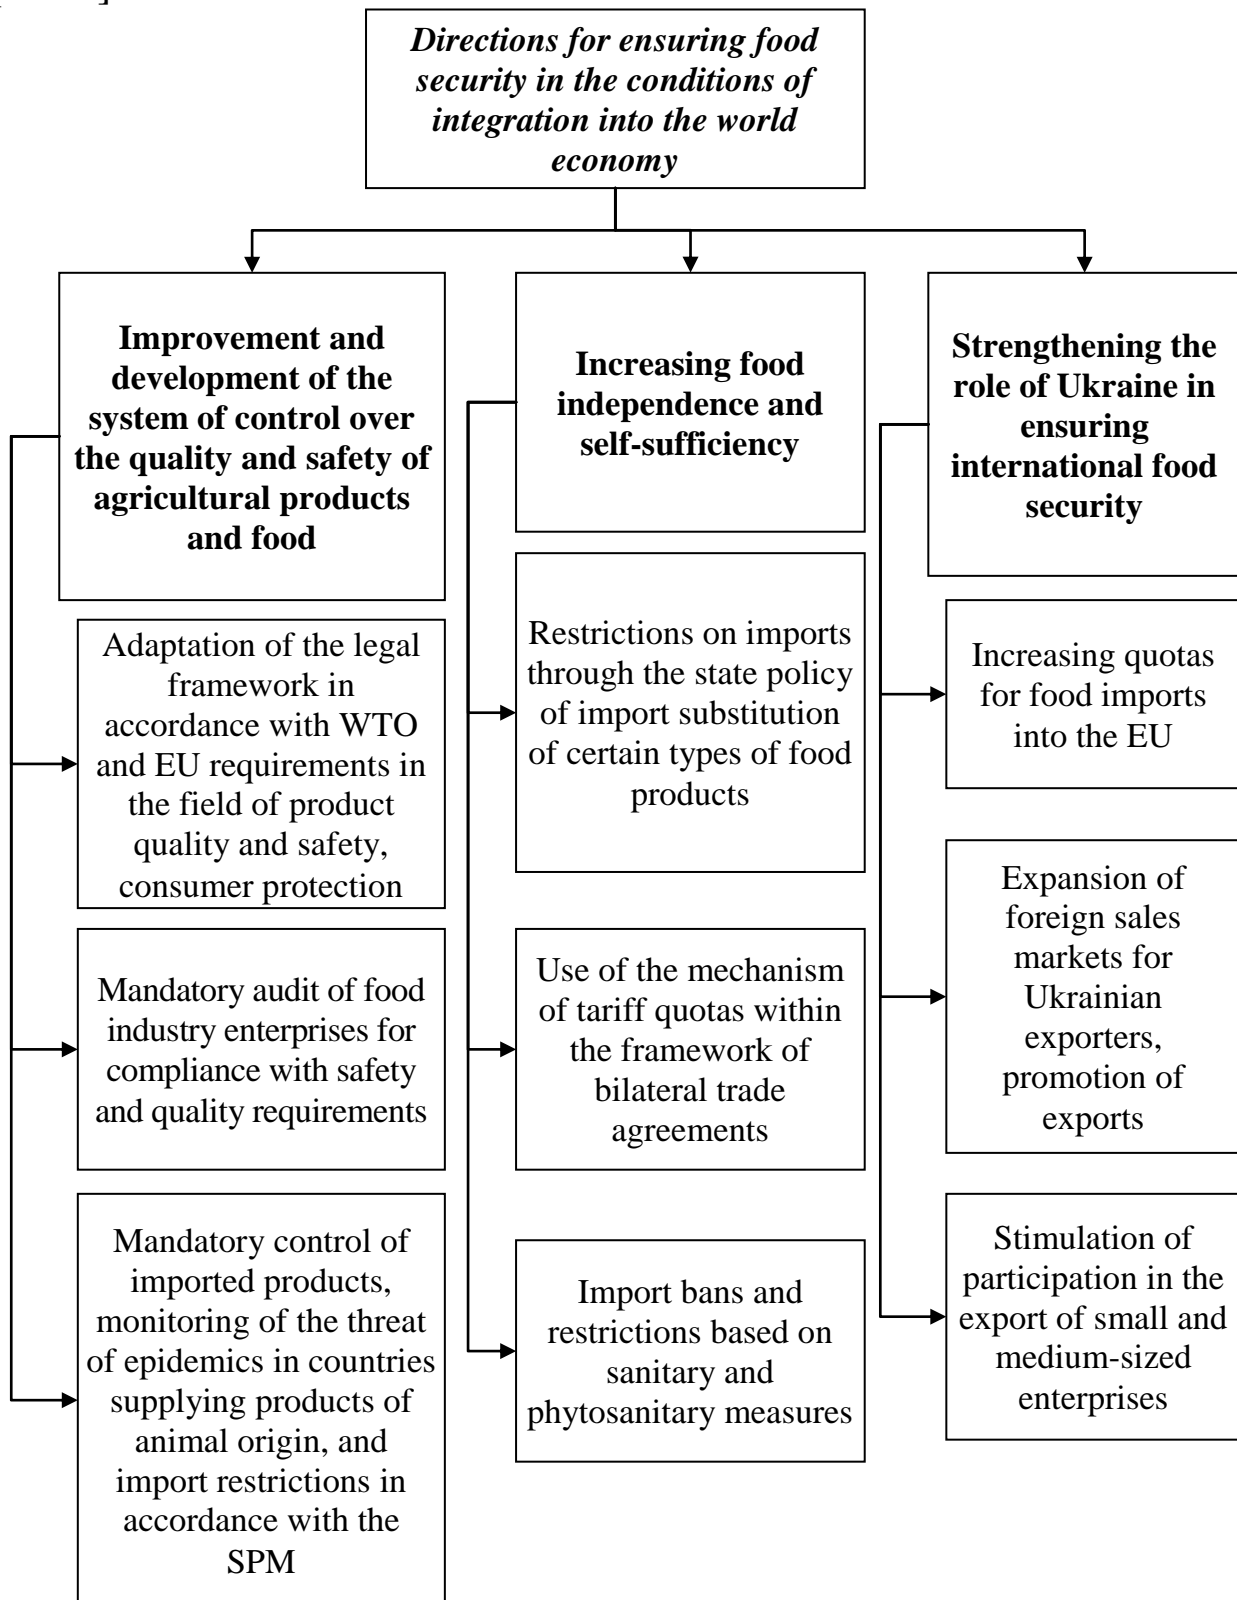 ]
Directions for ensuring food
security in the conditions of
integration into the world
economy
Improvement and
development of the
system of control over
the quality and safety of
agricultural products
and food
Adaptation of the legal
framework in
accordance with WTO
and EU requirements in
the field of product
quality and safety,
consumer protection
Mandatory audit of food
industry enterprises for
compliance with safety
and quality requirements
Mandatory control of
imported products,
monitoring of the threat
of epidemics in countries
supplying products of
animal origin, and
import restrictions in
accordance with the
SPM
Increasing food
independence and
self-sufficiency
Restrictions on imports
through the state policy
of import substitution
of certain types of food
products
Use of the mechanism
of tariff quotas within
the framework of
bilateral trade
agreements
Import bans and
restrictions based on
sanitary and
phytosanitary measures
Strengthening the
role of Ukraine in
ensuring
international food
security
Increasing quotas
for food imports
into the EU
Expansion of
foreign sales
markets for
Ukrainian
exporters,
promotion of
exports
Stimulation of
participation in the
export of small and
medium-sized
enterprises